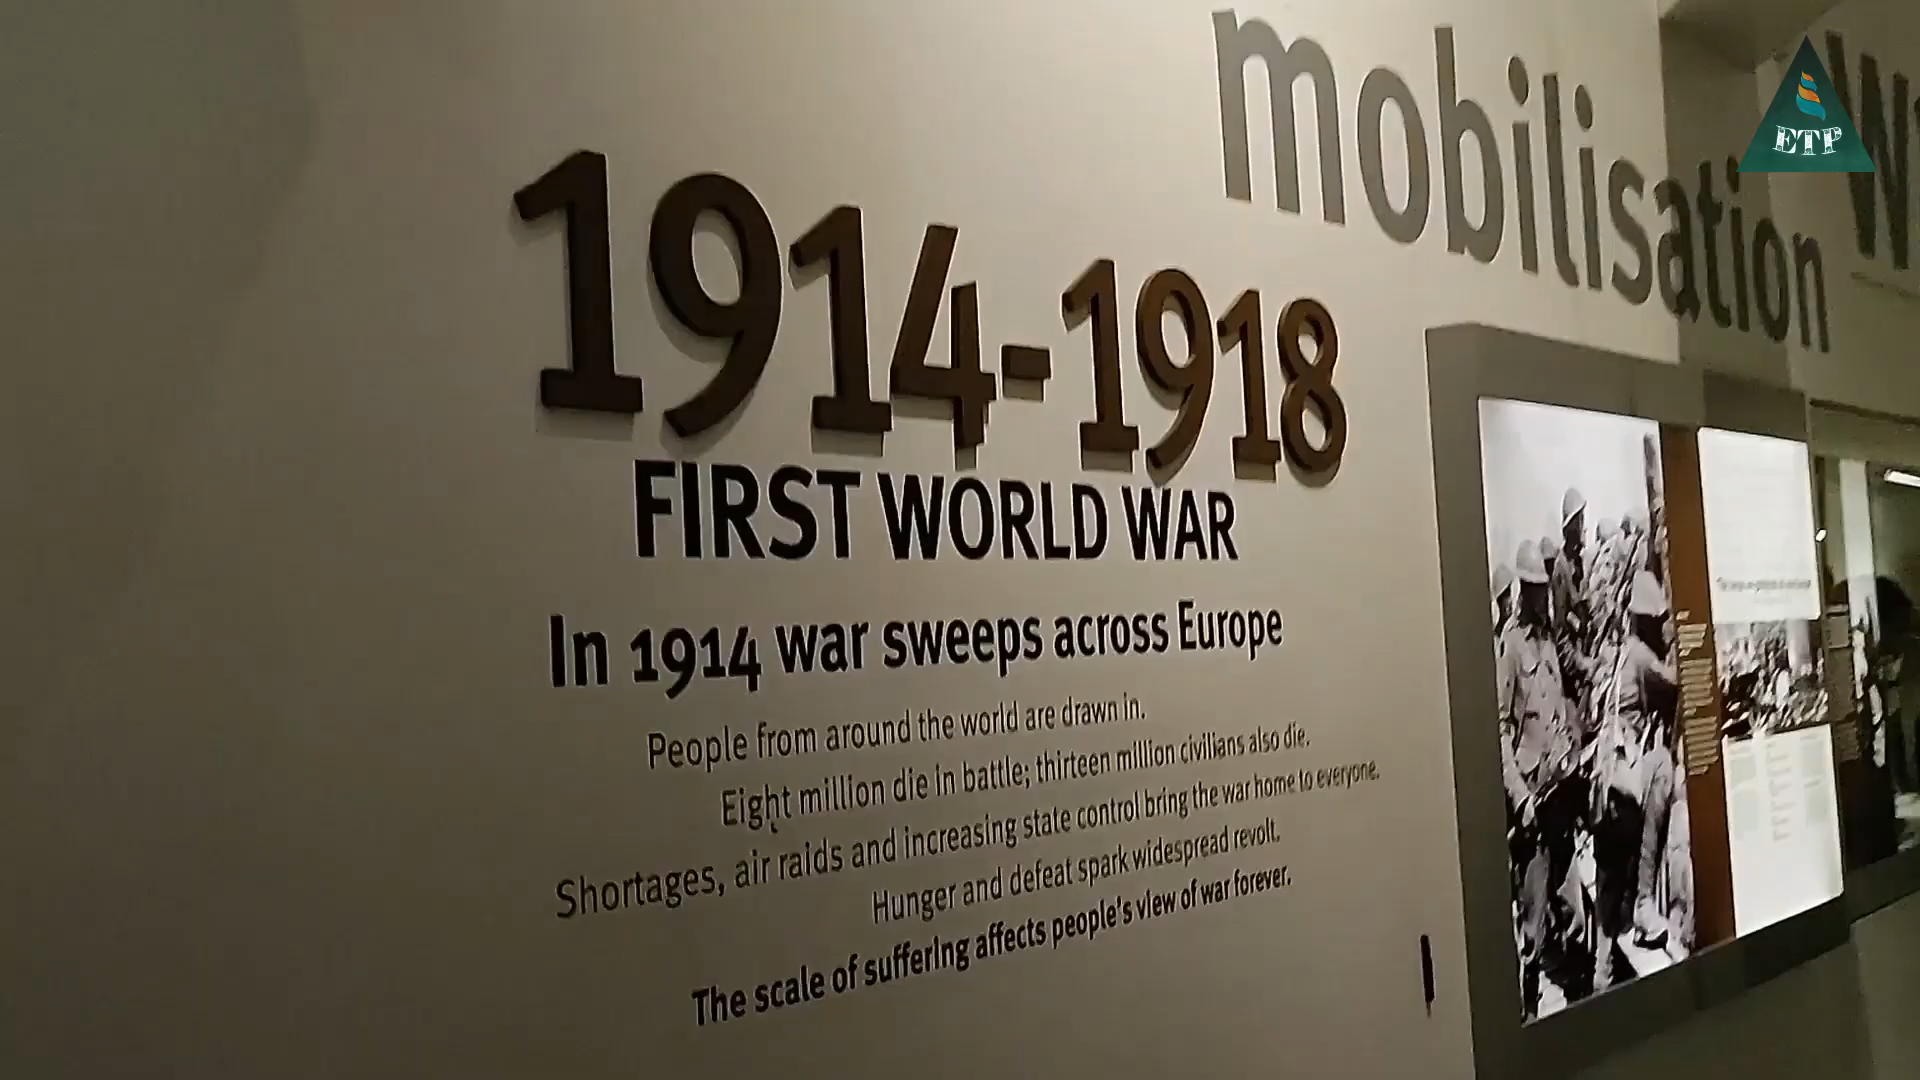 mobilisation
ETP
1914-1918
FIRST WORLD WAR
In 1914 war sweeps across Europe
People from around the world are drawn in.
Eight million die in battle; thirteen million civilians also die.
Shortages, air raids and increasing state control bring the war home to everyone.
Hunger and defeat spark widespread revolt.
The scale of suffering affects people's view of war forever.